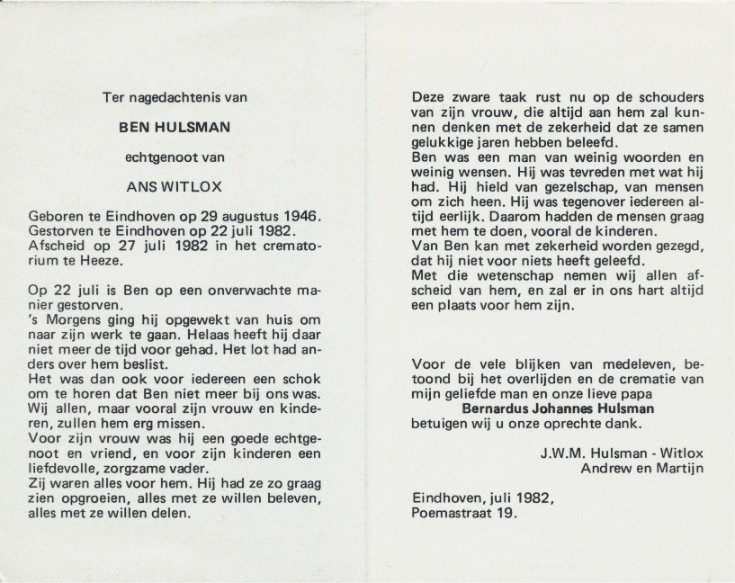 Ter nagedachtenis van
BEN HULSMAN
echtgenoot van
ANS WITLOX
Geboren te Eindhoven op 29 augustus 1946.
Gestorven te Eindhoven op 22 juli 1982.
Afscheid op 27 juli 1982 in het cremato-
rium te Heeze.
Op 22 juli is Ben op een onverwachte ma-
nier gestorven.
's Morgens ging hij opgewekt van huis om
naar zijn werk te gaan. Helaas heeft hij daar
niet meer de tijd voor gehad. Het lot had an-
ders over hem beslist.
Het was dan ook voor iedereen een schok
om te horen dat Ben niet meer bij ons was.
Wij allen, maar vooral zijn vrouw en kinde-
ren, zullen hem erg missen.
Voor zijn vrouw was hij een goede echtge-
noot en vriend, en voor zijn kinderen een
liefdevolle, zorgzame vader.
Zij waren alles voor hem. Hij had ze zo graag
zien opgroeien, alles met ze willen beleven,
alles met ze willen delen.
Deze zware taak rust nu op de schouders
van zijn vrouw, die altijd aan hem zal kun-
nen denken met de zekerheid dat ze samen
gelukkige jaren hebben beleefd.
Ben was een man van weinig woorden en
weinig wensen. Hij was tevreden met wat hij
had. Hij hield van gezelschap, van mensen
om zich heen. Hij was tegenover iedereen al-
tijd eerlijk. Daarom hadden de mensen graag
met hem te doen, vooral de kinderen.
Van Ben kan met zekerheid worden gezegd,
dat hij niet voor niets heeft geleefd.
Met die wetenschap nemen wij allen af-
scheid van hem, en zal er in ons hart altijd
een plaats voor hem zijn.
Voor de vele blijken van medeleven, be-
toond bij het overlijden en de crematie van
mijn geliefde man en onze lieve papa
Bernardus Johannes Hulsman
betuigen wij u onze oprechte dank.
J.W.M. Hulsman - Witlox
Andrew en Martijn
Eindhoven, juli 1982,
Poemastraat 19.